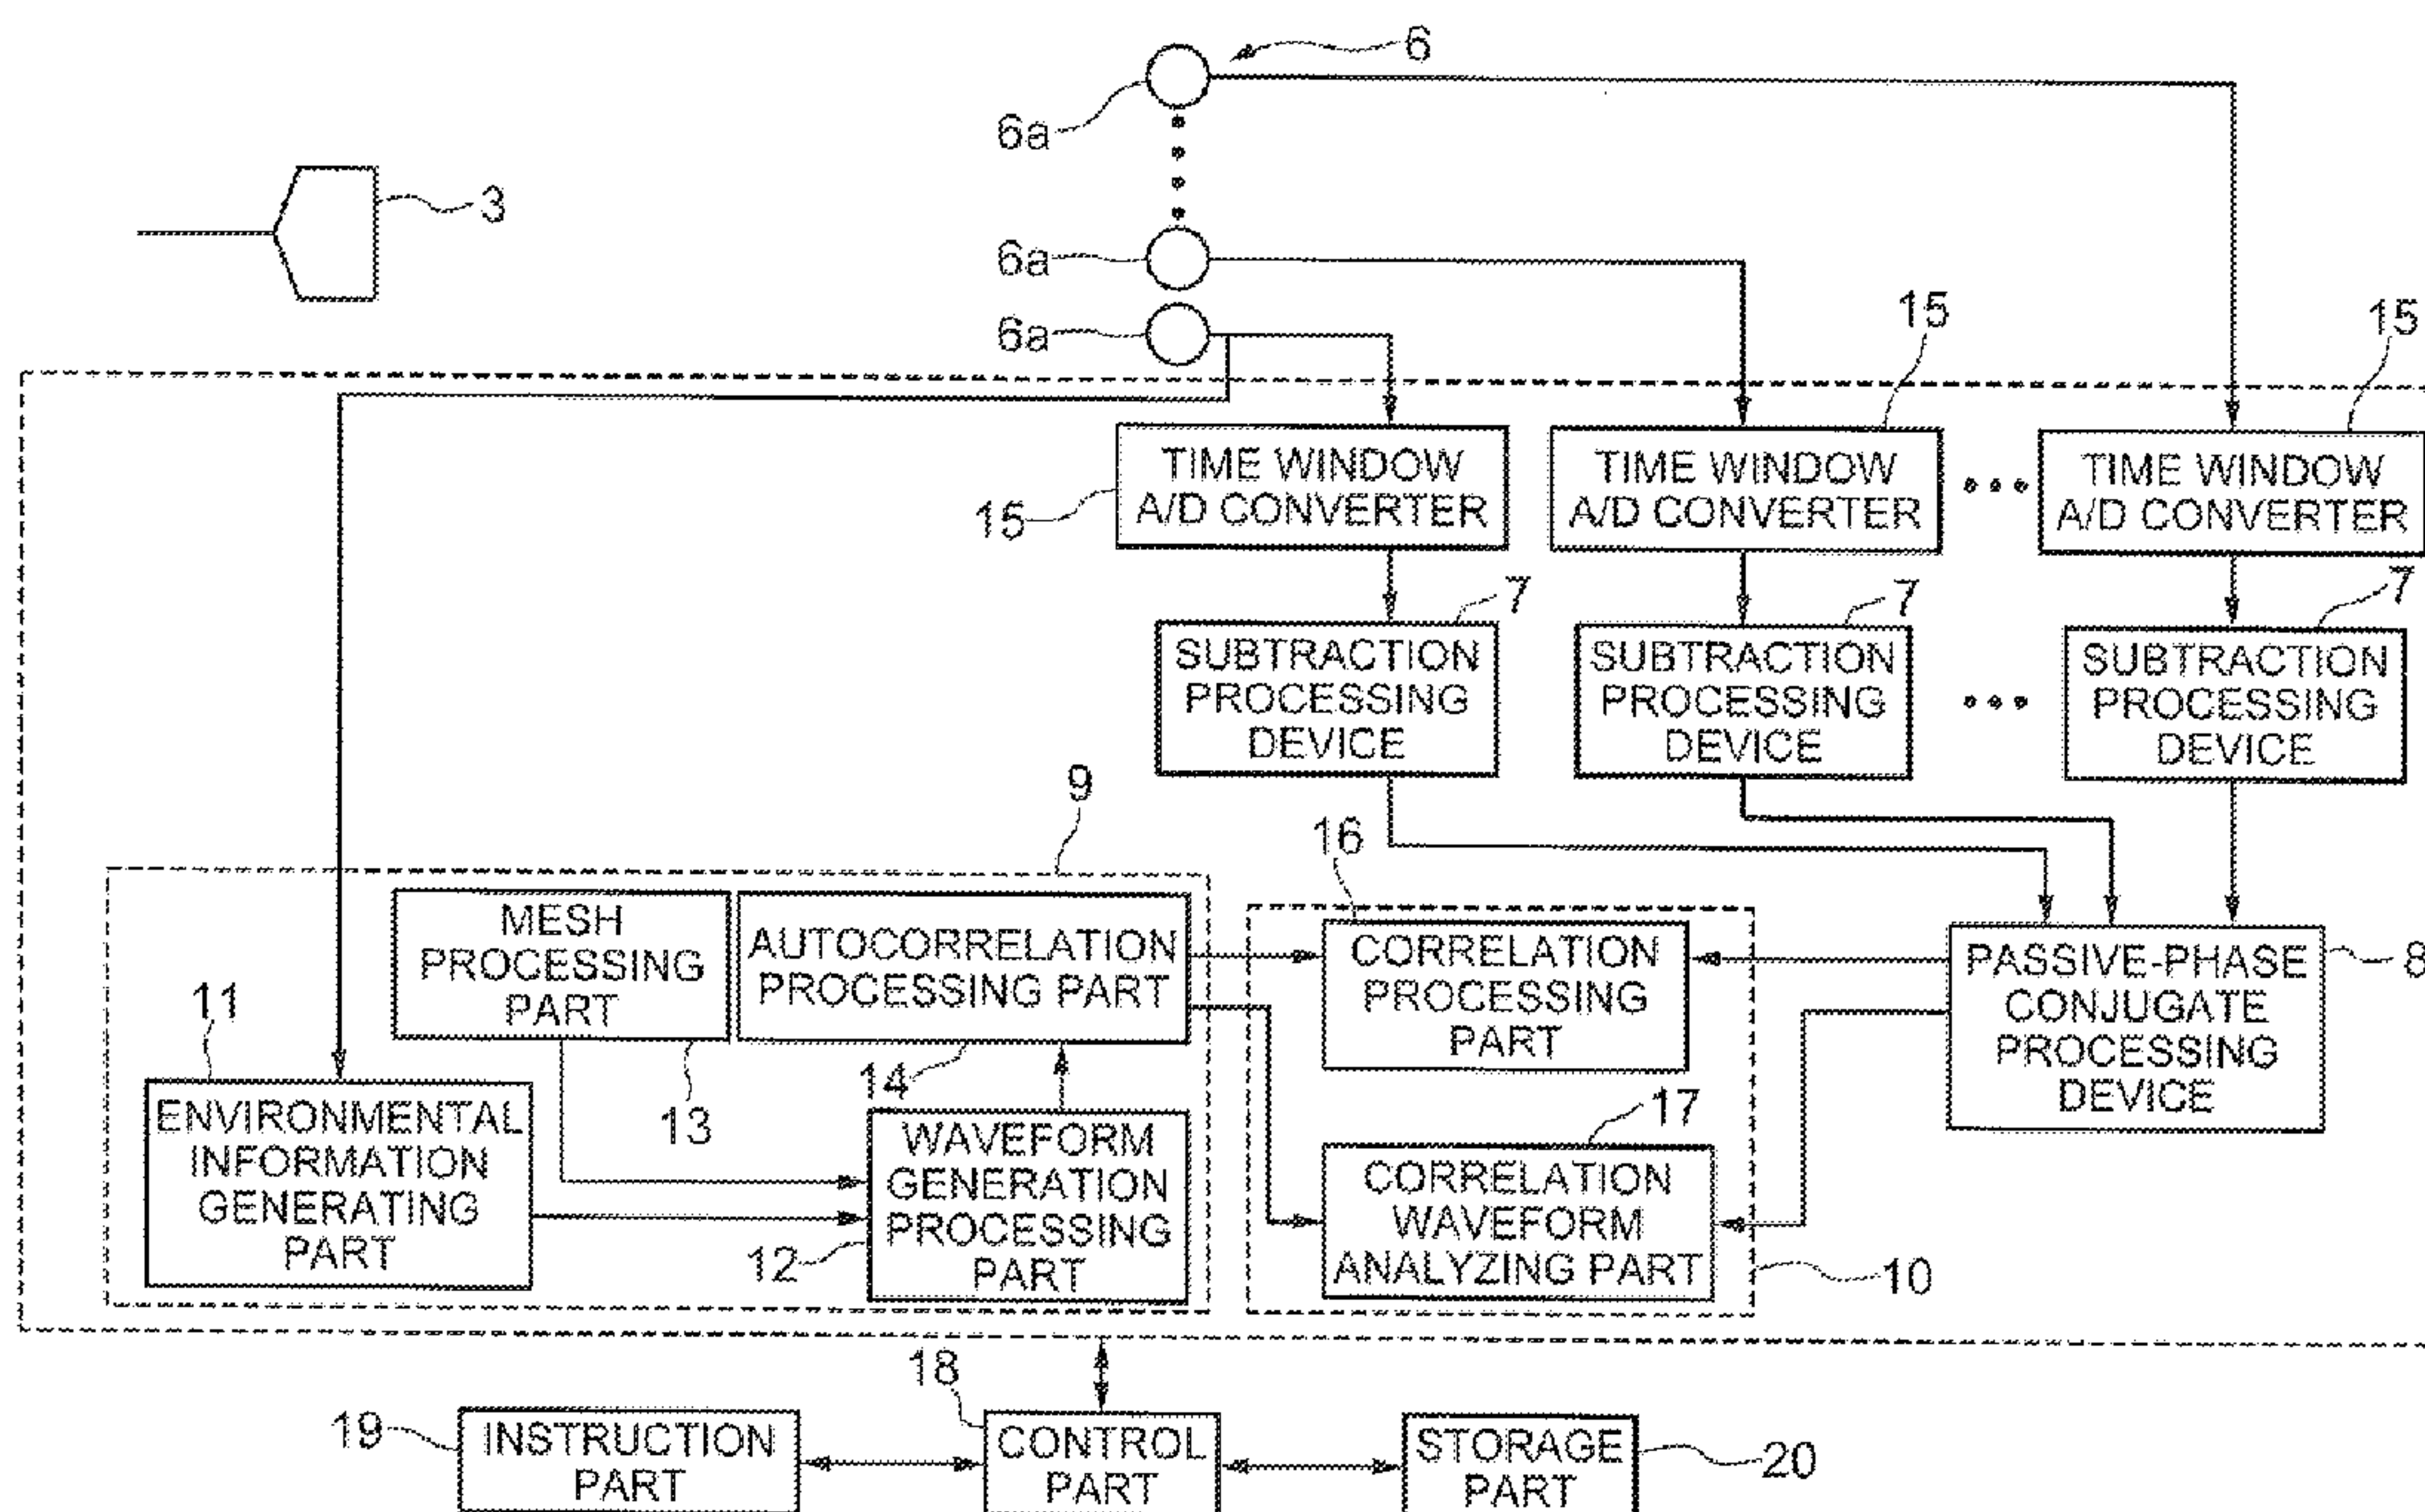 6
6a
3
6a
6a
15
15
TIME WINDOW
A/D CONVERTER
15
TIME WINDOW
A/D CONVERTER
TIME WINDOW
A/D CONVERTER
7
7
7
SUBTRACTION
PROCESSING
DEVICE
SUBTRACTION
PROCESSING
DEVICE
SUBTRACTION
PROCESSING
DEVICE
9
16
MESH
PROCESSING
PART
AUTOCORRELATION
PROCESSING PART
CORRELATION
PROCESSING
PART
PASSIVE-PHASE
CONJUGATE
PROCESSING
DEVICE
8
11
13
14
17
ENVIRONMENTAL
INFORMATION
GENERATING
PART
12
WAVEFORM
GENERATION
PROCESSING
PART
CORRELATION
WAVEFORM
ANALYZING PART
10
18
19
INSTRUCTION
PART
CONTROL
PART
STORAGE
PART
20